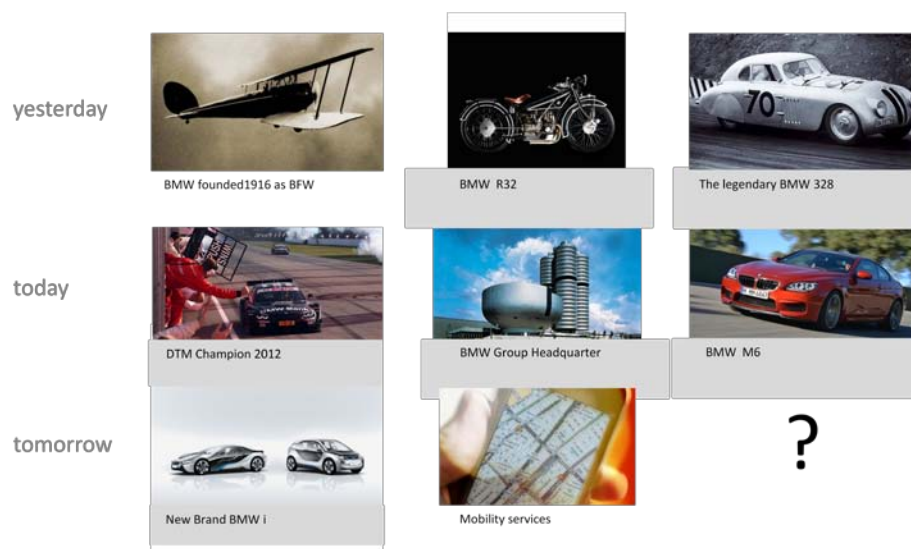 yesterday
BMW founded1916 as BFW
BMW R32
70
The legendary BMW 328
today
DTM Champion 2012
BMW Group Headquarter
BMW M6
tomorrow
New Brand BMW i
Mobility services
?